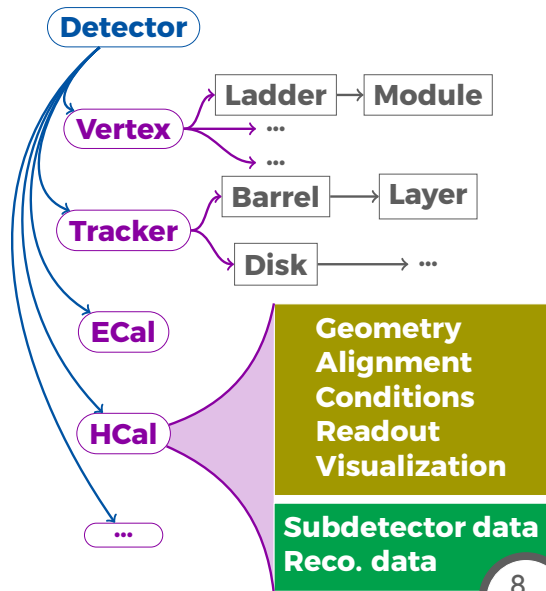 Detector
Ladder
Module
Vertex
...
...
Barrel
Layer
Tracker
Disk
...
ECal
Geometry
Alignment
Conditions
HCal
Readout
Visualization
Subdetector data
...
Reco. data
8